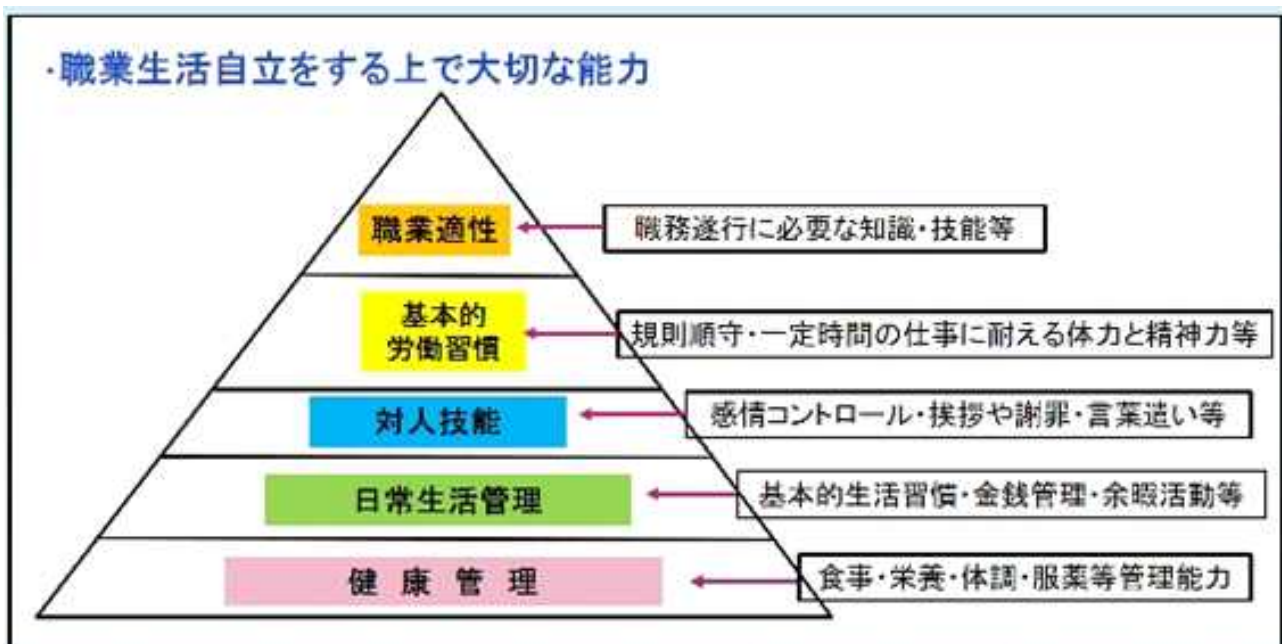 ・職業生活自立をする上で大切な能力
職業適性
職務遂行に必要な知識・技能等
基本的
労働習慣
規則順守・一定時間の仕事に耐える体力と精神力等
対人技能
感情コントロール・挨拶や謝罪・言葉遣い等
日常生活管理
基本的生活習慣・金銭管理・余暇活動等
健康管理
食事・栄養・体調・服薬等管理能力